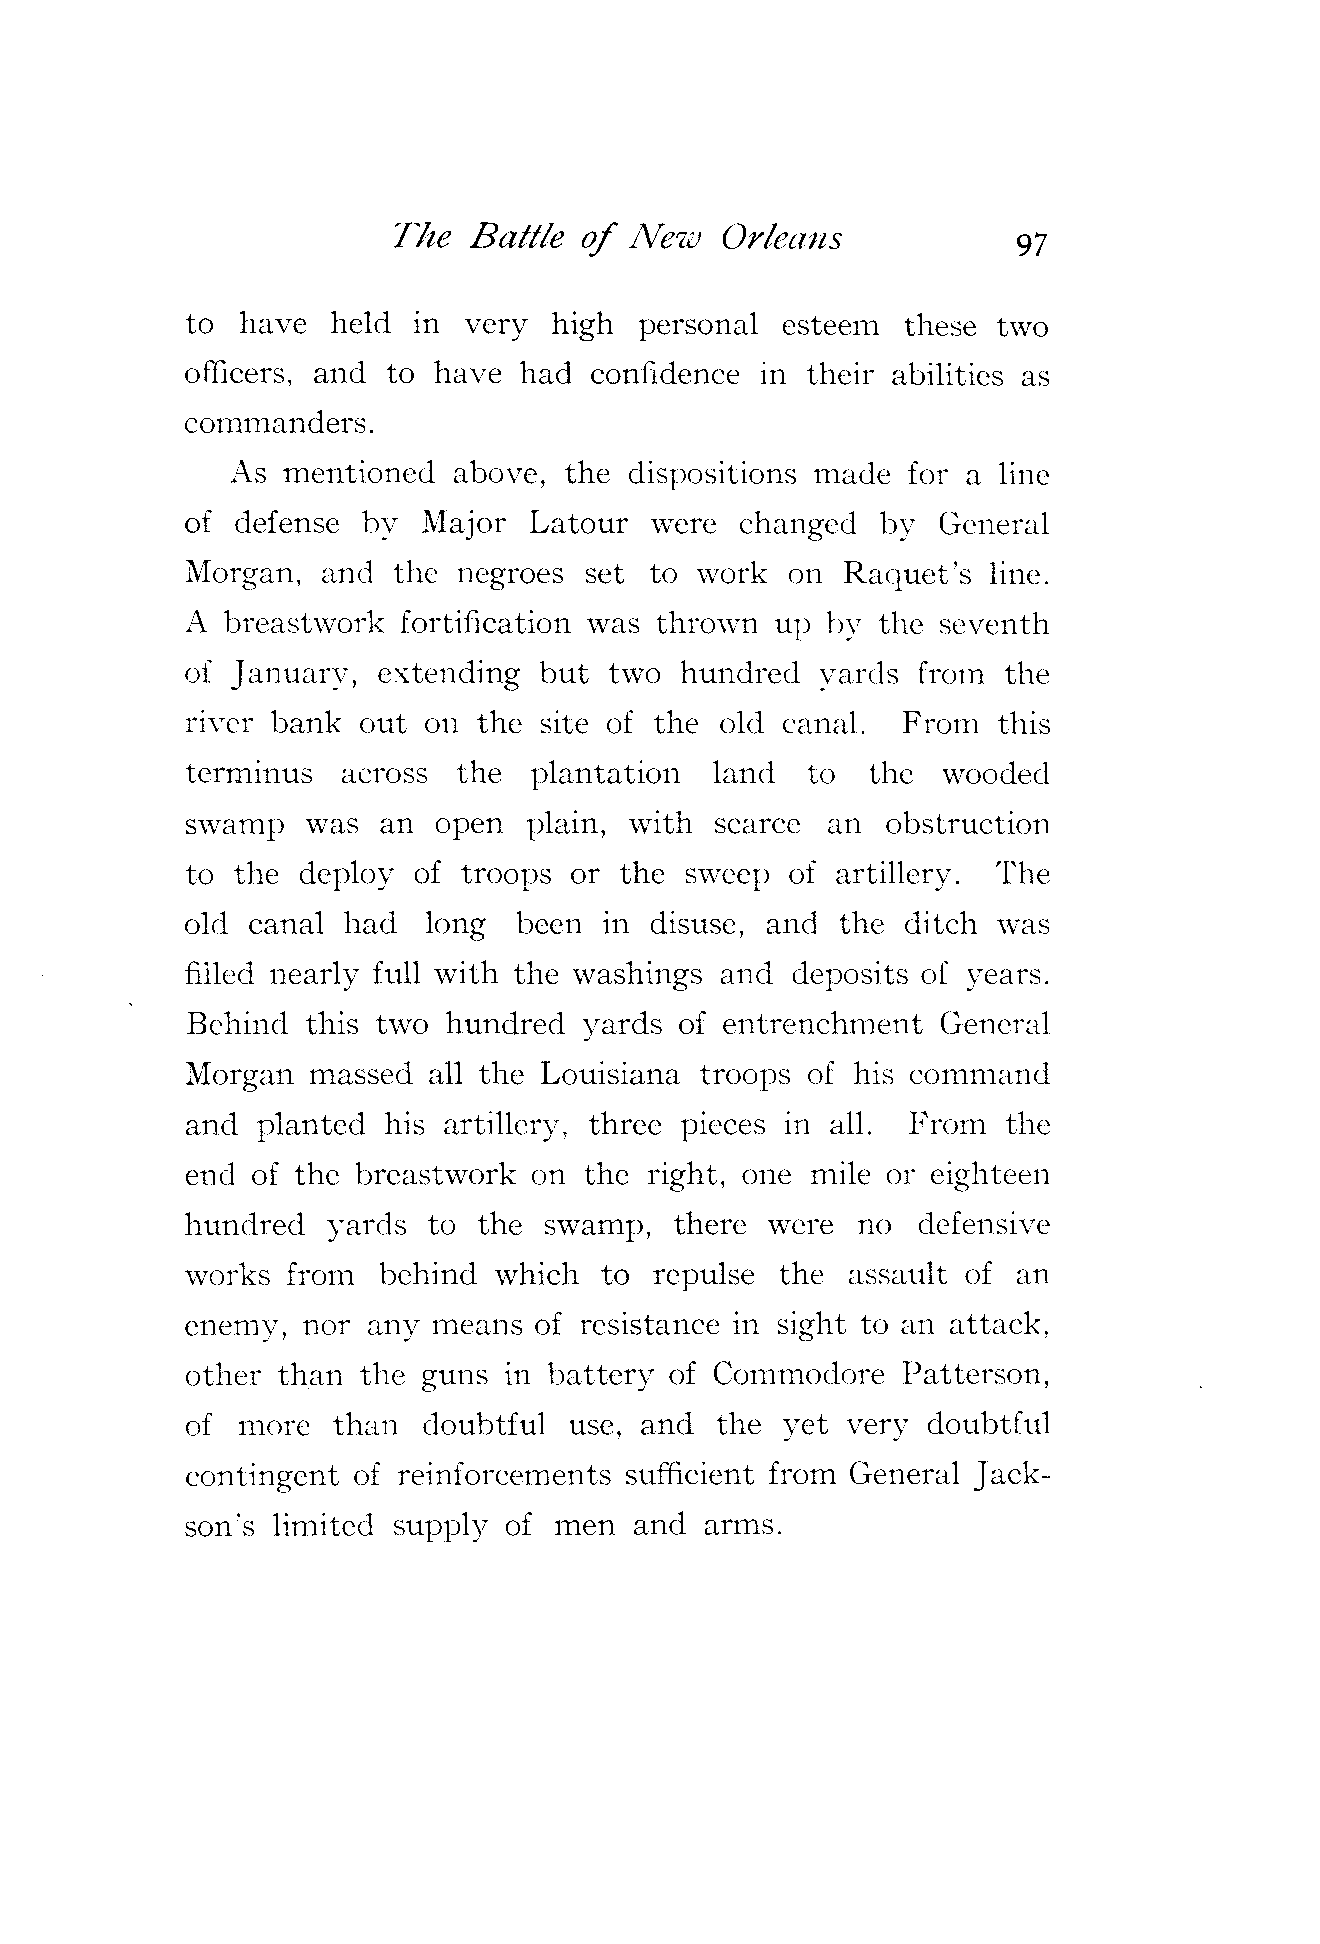 The Battle of New Orleans 97
to have held in very high personal esteem these two
officers, and to have had confidence in their abilities as
commanders.
As mentioned above, the dispositions made for a line
of defense by Major Latour were changed by General
Morgan, and the negroes set to work on Raquet's line.
A breastwork fortification was thrown up by the seventh
of January, extending but two hundred yards from the
river bank out on the site of the old canal. From this
terminus across the plantation land to the wooded
swamp was an open plain, with scarce an obstruction
to the deploy of troops or the sweep of artillery. The
old canal had long been in disuse, and the ditch was
filled nearly full with the washings and deposits of years.
Behind this two hundred yards of entrenchment General
Morgan massed all the Louisiana troops of his command
and planted his artillery, three pieces in all. From the
end of the breastwork on the right, one mile or eighteen
hundred yards to the swamp, there were no defensive
works from behind which to repulse the assault of an
enemy, nor any means of resistance in sight to an attack,
other than the guns in battery of Commodore Patterson,
of more than doubtful use, and the yet very doubtful
contingent of reinforcements sufficient from General Jack-
son's limited supply of men and arms.